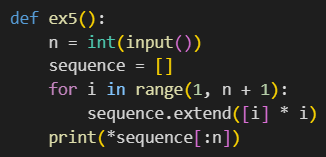 def ex5():
    n = int(input())
    sequence = []
    for i in range(1, n + 1):
        sequence.extend([i] * i)
    print(*sequence[:n])